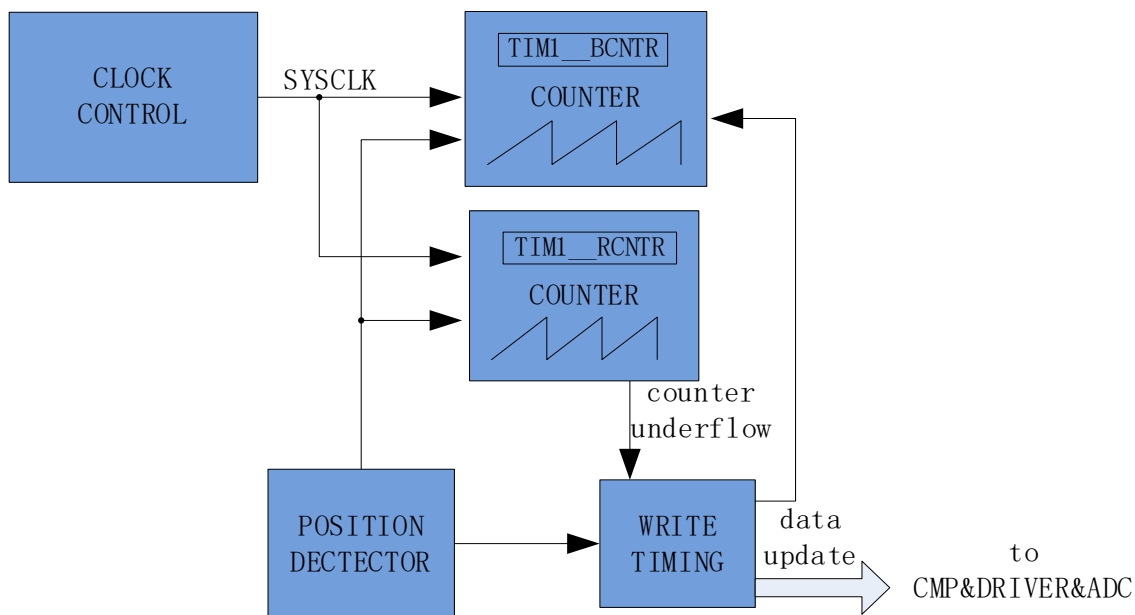 CLOCK
CONTROL
SYSCLK
TIM1__BCNTR
COUNTER
TIM1__RCNTR
COUNTER
counter
underflow
POSITION
DECTECTOR
WRITE
TIMING
data
update
to
CMP&DRIVER&ADC